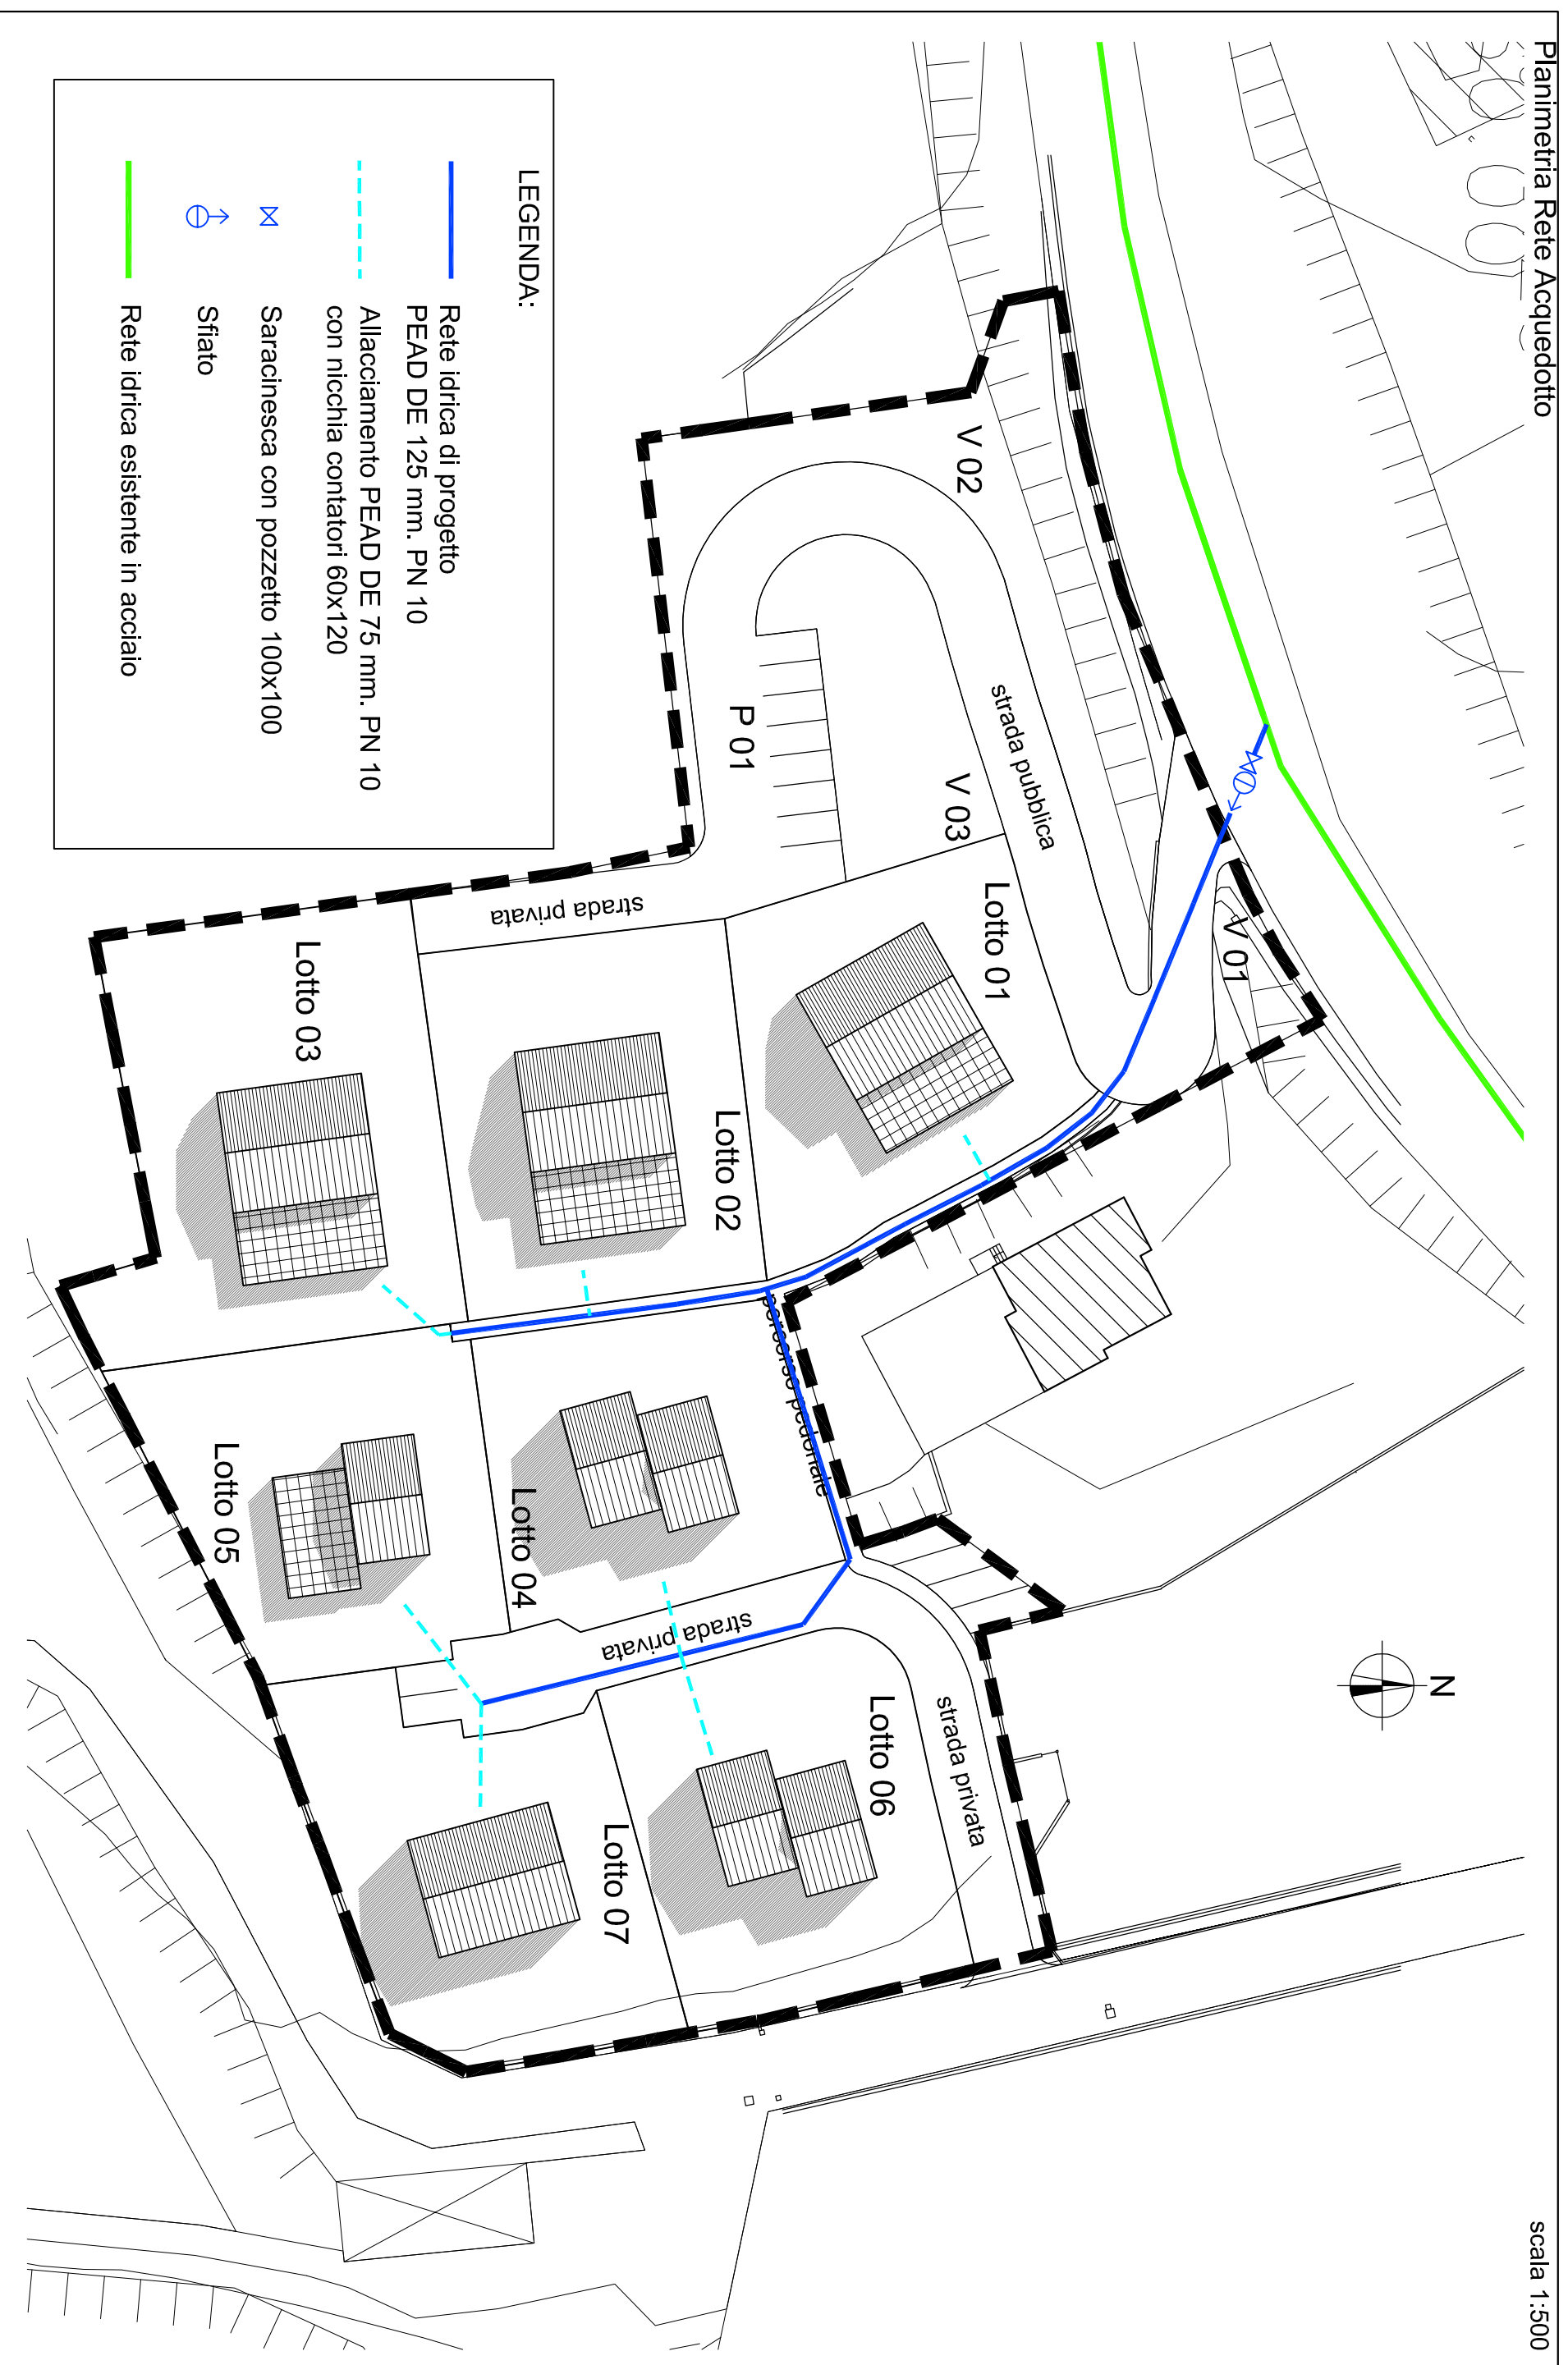 Planimetria Rete Acquedotto
scala 1:500
N
V 01
V 02
strada pubblica
V 03
P 01
Lotto 01
strada privata
Lotto 02
Lotto 03
percorso pedonale
Lotto 04
Lotto 05
strada privata
Lotto 06
strada privata
Lotto 07
LEGENDA:
Rete idrica di progetto
PEAD DE 125 mm. PN 10
Allacciamento PEAD DE 75 mm. PN 10
con nicchia contatori 60x120
Saracinesca con pozzetto 100x100
Sfiato
Rete idrica esistente in acciaio